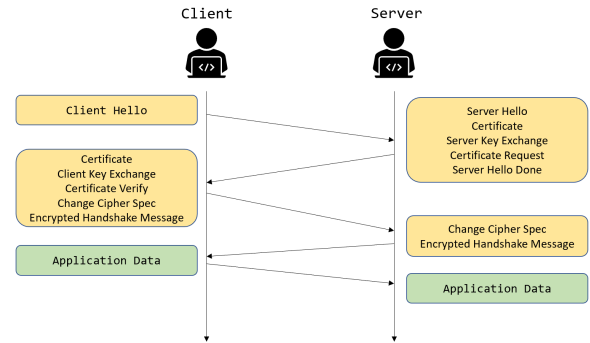 Client
Server
</>
</>
Client Hello
Server Hello
Certificate
Server Key Exchange
Certificate Request
Server Hello Done
Certificate
Client Key Exchange
Certificate Verify
Change Cipher Spec
Encrypted Handshake Message
Change Cipher Spec
Encrypted Handshake Message
Application Data
Application Data